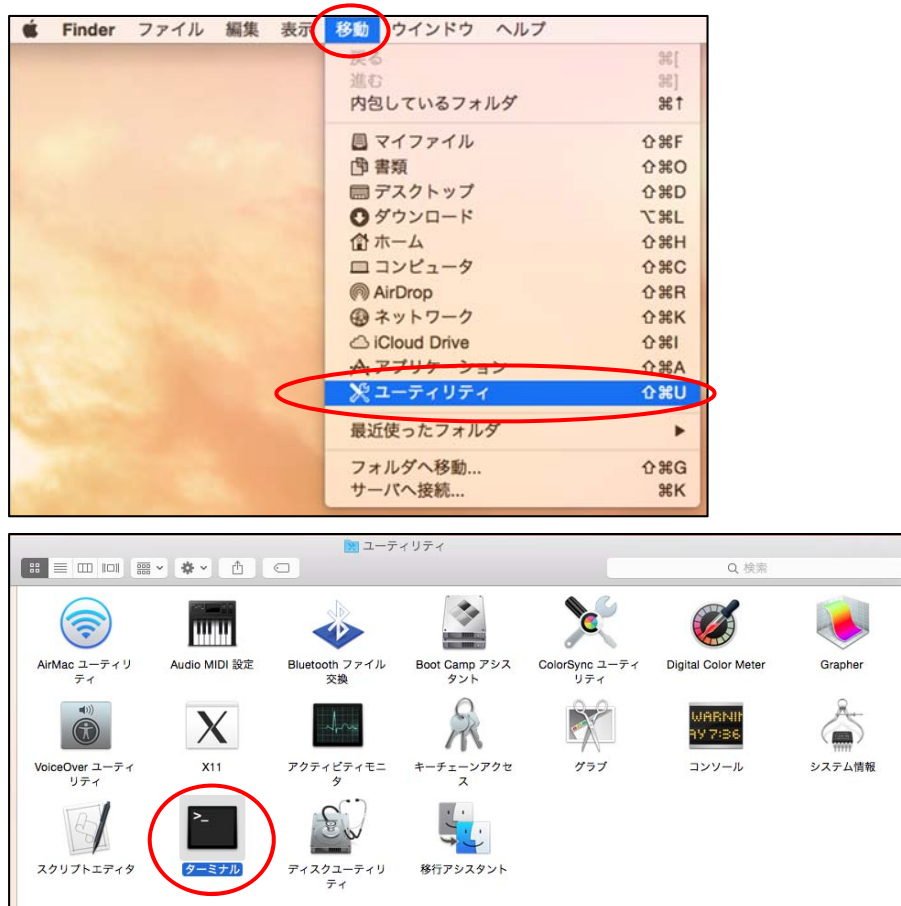 Finder ファイル 編集 表示 移動 ウインドウ ヘルプ
戻る ⌘[
進む ⌘]
内包しているフォルダ ⌘↑
マイファイル ⇧⌘F
書類 ⇧⌘O
デスクトップ ⇧⌘D
ダウンロード ⌥⌘L
ホーム ⇧⌘H
コンピュータ ⇧⌘C
AirDrop ⇧⌘R
ネットワーク ⇧⌘K
iCloud Drive ⇧⌘I
アプリケーション ⇧⌘A
ユーティリティ ⇧⌘U
最近使ったフォルダ ▶
フォルダへ移動... ⇧⌘G
サーバへ接続... ⌘K
ユーティリティ
検索
AirMac ユーティリ
ティ
Audio MIDI 設定
Bluetooth ファイル
交換
Boot Camp アシス
タント
ColorSync ユーティ
リティ
Digital Color Meter
Grapher
VoiceOver ユーティ
リティ
X11
アクティビティモニ
タ
キーチェーンアクセ
ス
グラブ
WARNIN
AY 7:36
コンソール
システム情報
スクリプトエディタ
>_
ターミナル
ディスクユーティリ
ティ
移行アシスタント